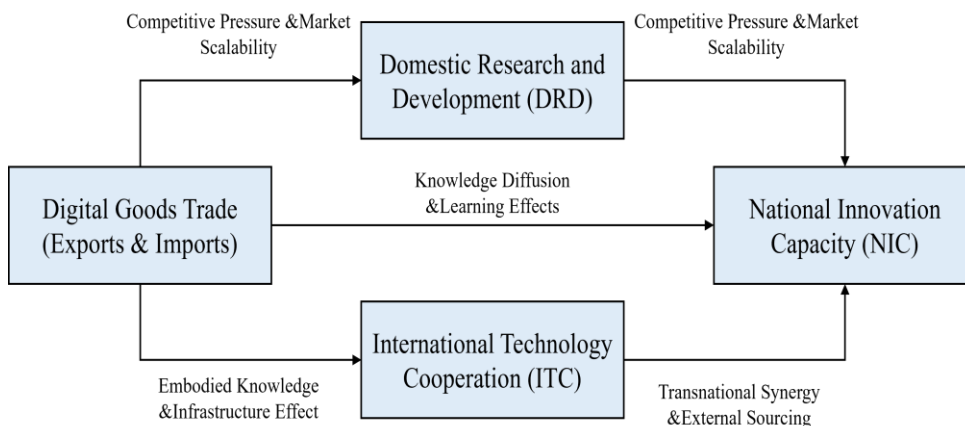 Competitive Pressure &Market
Scalability
Competitive Pressure &Market
Scalability
Domestic Research and
Development (DRD)
Knowledge Diffusion
&Learning Effects
Digital Goods Trade
(Exports & Imports)
National Innovation
Capacity (NIC)
International Technology
Cooperation (ITC)
Embodied Knowledge
&Infrastructure Effect
Transnational Synergy
&External Sourcing